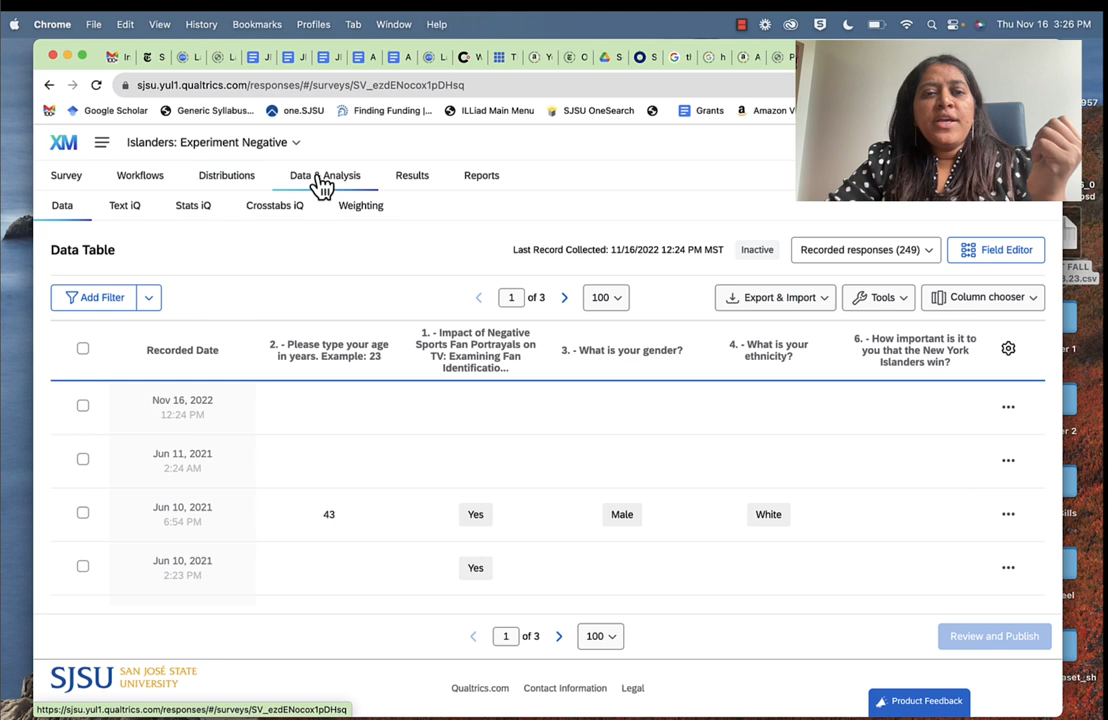 Chrome File Edit View History Bookmarks Profiles Tab Window Help Thu Nov 16 3:26 PM
sjsu.yul1.qualtrics.com/responses/#/surveys/SV_ezdENocox1pDHsq
Google Scholar Generic Syllabus... one.SJSU Finding Funding |... ILLiad Main Menu SJSU OneSearch Grants Amazon V
XM Islanders: Experiment Negative
Survey Workflows Distributions Data & Analysis Results Reports
Data Text iQ Stats iQ Crosstabs iQ Weighting
Data Table Last Record Collected: 11/16/2022 12:24 PM MST Inactive Recorded responses (249) Field Editor
Add Filter 1 of 3 100 Export & Import Tools Column chooser
Recorded Date
2. - Please type your age
in years. Example: 23
1. - Impact of Negative
Sports Fan Portrayals on
TV: Examining Fan
Identificatio...
3. - What is your gender?
4. - What is your
ethnicity?
6. - How important is it to
you that the New York
Islanders win?
Nov 16, 2022
12:24 PM
Jun 11, 2021
2:24 AM
Jun 10, 2021
6:54 PM
43 Yes Male White
Jun 10, 2021
2:23 PM
Yes
1 of 3 100 Review and Publish
SJSU SAN JOSÉ STATE
UNIVERSITY
Qualtrics.com Contact Information Legal
Product Feedback
https://sjsu.yul1.qualtrics.com/responses/#/surveys/SV_ezdENocox1pDHsq
957
FALL
3.23.csv